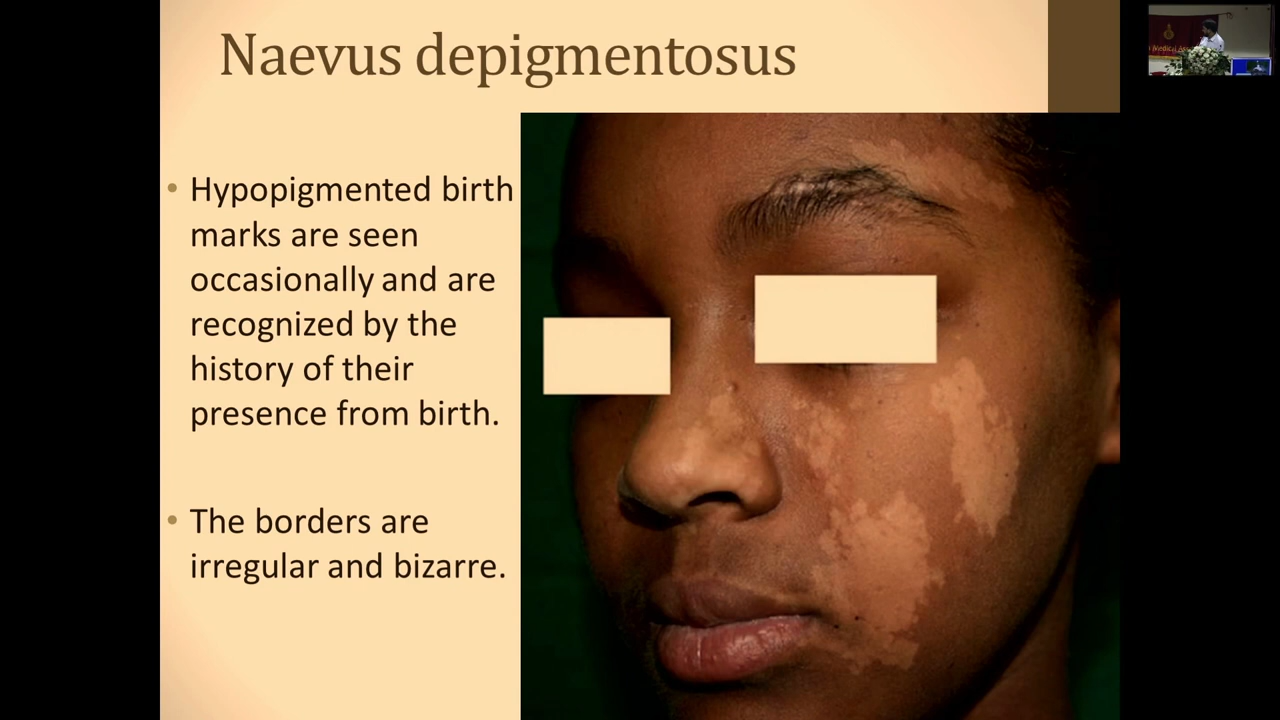 Naevus depigmentosus
• Hypopigmented birth
marks are seen
occasionally and are
recognized by the
history of their
presence from birth.
• The borders are
irregular and bizarre.
Medical